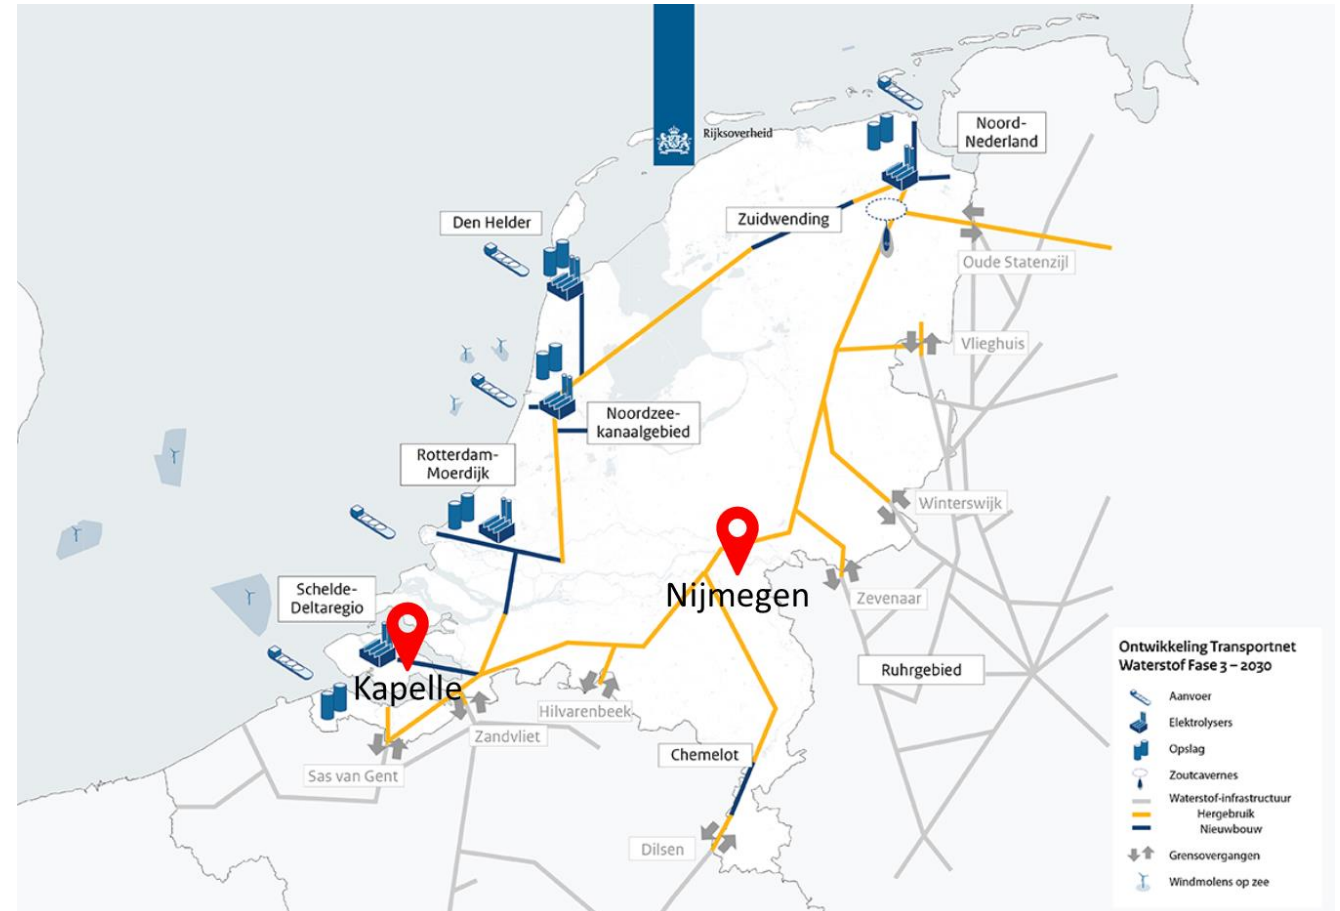 Rijksoverheid
Noord-
Nederland
Den Helder
Zuidwending
Oude Statenzijl
Vlieghuis
Noordzee-
kanaalgebied
Rotterdam-
Moerdijk
Winterswijk
Schelde-
Deltaregio
Nijmegen
Zevenaar
Ruhrgebied
Kapelle
Hilvarenbeek
Zandvliet
Chemelot
Sas van Gent
Dilsen
Ontwikkeling Transportnet
Waterstof Fase 3 – 2030
Aanvoer
Elektrolysers
Opslag
Zoutcavernes
Waterstof-infrastructuur
Hergebruik
Nieuwbouw
Grensovergangen
Windmolens op zee